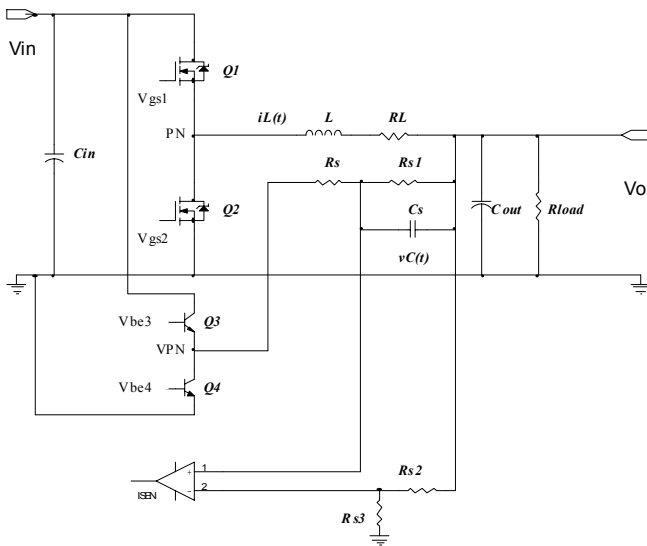 Vin
Q1
Vgs1
iL(t)
L
RL
PN
Cin
Rs
Rs1
Vo
Q2
Cs
Cout
Rload
Vgs2
vC(t)
Vbe3
Q3
VPN
Vbe4
Q4
1
+
Rs2
ISEN
2
-
Rs3